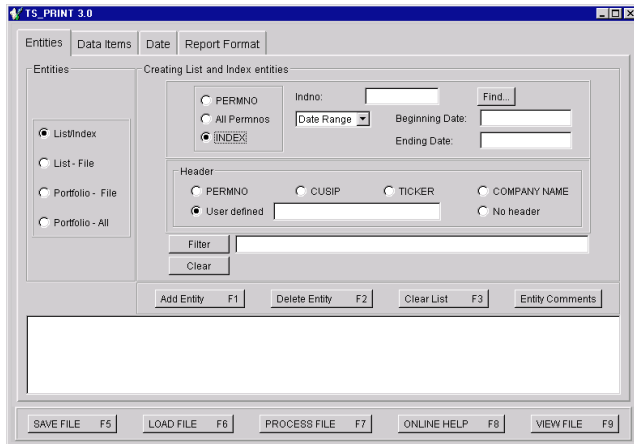 TS_PRINT 3.0
Entities Data Items Date Report Format
Entities
List/Index
List - File
Portfolio - File
Portfolio - All
Creating List and Index entities
PERMNO
All Permnos
INDEX
Indno: Find...
Date Range Beginning Date:
Ending Date:
Header
PERMNO CUSIP TICKER COMPANY NAME
User defined No header
Filter
Clear
Add Entity F1 Delete Entity F2 Clear List F3 Entity Comments
SAVE FILE F5 LOAD FILE F6 PROCESS FILE F7 ONLINE HELP F8 VIEW FILE F9